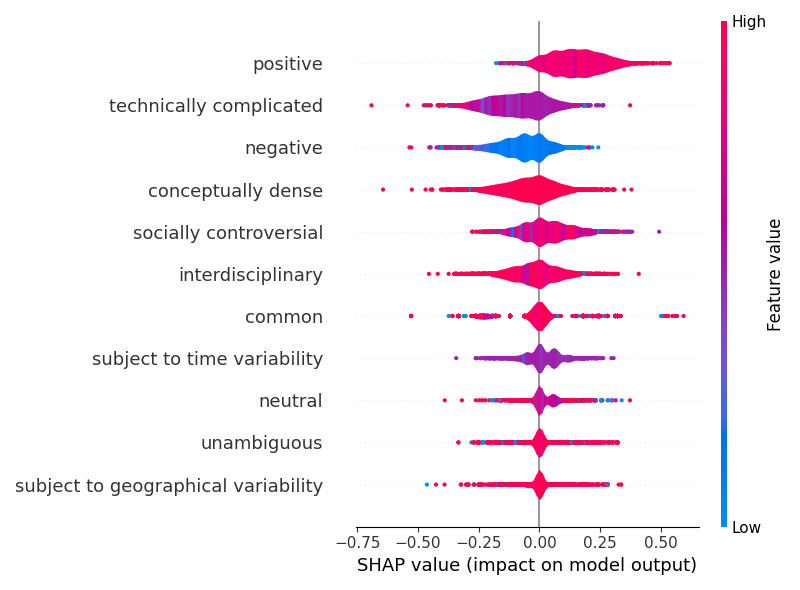 High
positive
technically complicated
negative
conceptually dense
socially controversial
interdisciplinary
common
subject to time variability
neutral
unambiguous
subject to geographical variability
Feature value
Low
−0.75 −0.50 −0.25 0.00 0.25 0.50
SHAP value (impact on model output)